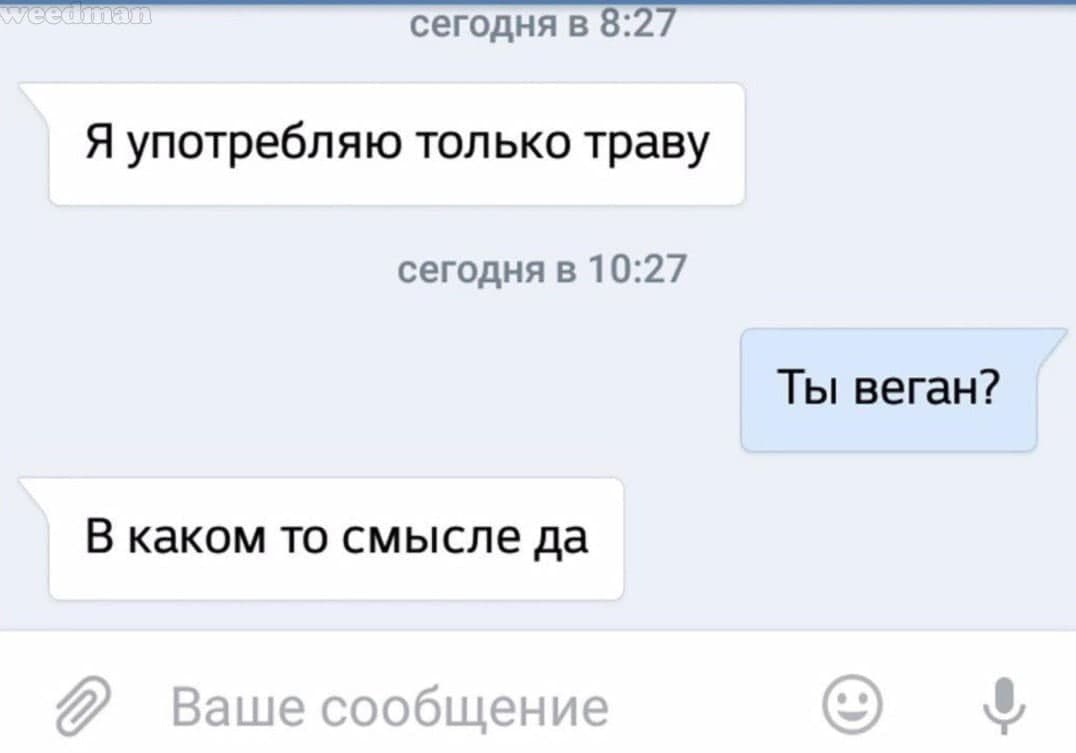 weedman
сегодня в 8:27
Я употребляю только траву
сегодня в 10:27
Ты веган?
В каком то смысле да
Ваше сообщение